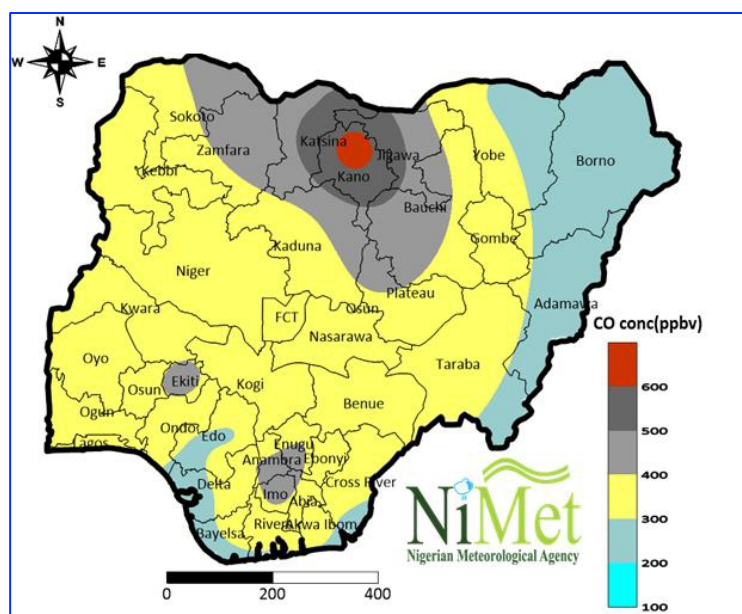 N
W E
S
Sokoto
Katsina
Zamfara
Jigawa
Yobe
Borno
Kebbi
Kano
Bauchi
Gombe
Kaduna
Niger
Plateau
Adamawa
Kwara
FCT
Osun
Nasarawa
Oyo
Ekiti
Osun
Kogi
Taraba
Benue
Ogun
Ondo
Edo
Lagos
Enugu
Anambra
Ebonyi
Delta
Imo
Cross River
Abia
Bayelsa
Rivers
Akwa Ibom
CO conc(ppbv)
600
500
400
300
200
100
NiMet
Nigerian Meteorological Agency
0 200 400